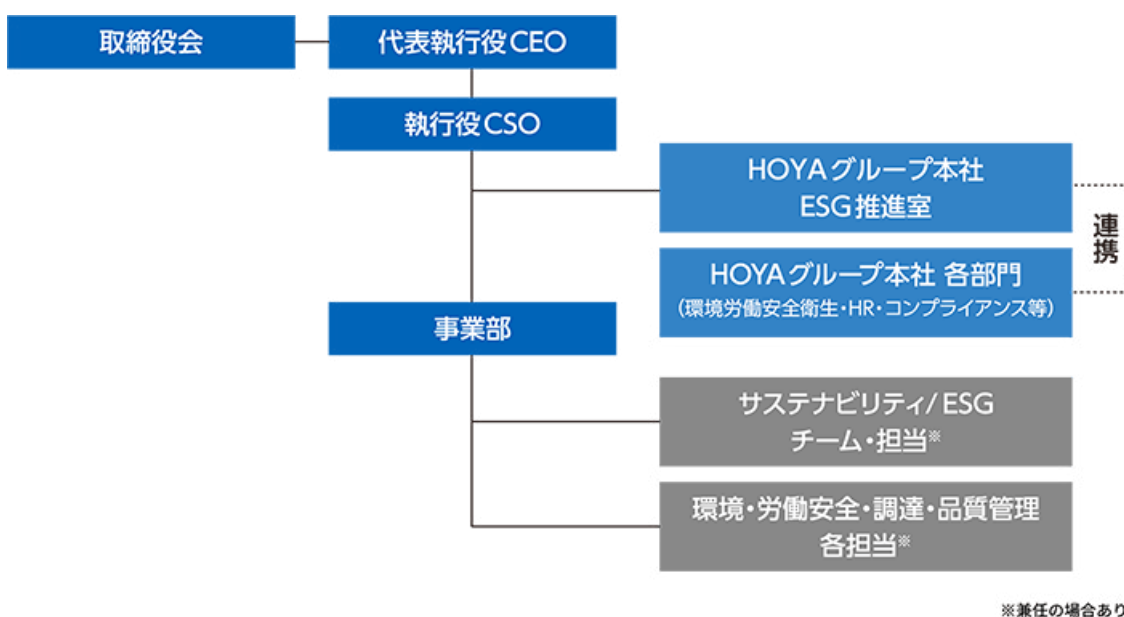 取締役会
代表執行役CEO
執行役CSO
HOYAグループ本社
ESG推進室
連携
HOYAグループ本社 各部門
(環境労働安全衛生・HR・コンプライアンス等)
事業部
サステナビリティ/ESG
チーム・担当※
環境・労働安全・調達・品質管理
各担当※
※兼任の場合あり